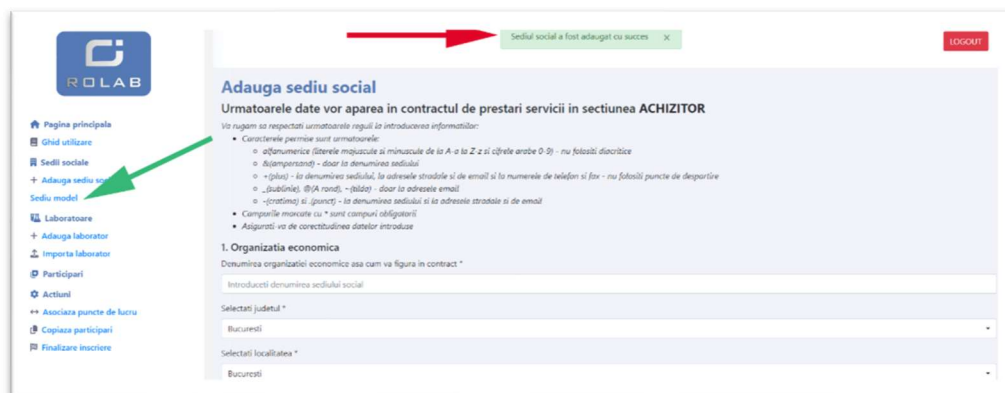 ROLAB
Pagina principala
Ghid utilizare
Sedii sociale
+ Adauga sediu
Sediu model
Laboratoare
+ Adauga laborator
Importa laborator
Participari
Actiuni
Asociaza puncte de lucru
Copiaza participari
Finalizare inscriere
Sediul social a fost adaugat cu succes x
LOGOUT
Adauga sediu social
Urmatoarele date vor aparea in contractul de prestari servicii in sectiunea ACHIZITOR
Va rugam sa respectati urmatoarele reguli la introducerea informatiilor:
Caracterele permise sunt urmatoarele:
alfanumerice (literele majuscule si minuscule de la A-a la Z-z si cifrele arabe 0-9) - nu folositi diacritice
&(ampersand) - doar la denumirea sediului
+(plus) - la denumirea sediului, la adresele stradale si de email si la numerele de telefon si fax - nu folositi puncte de despartire
_(sublinie), @(A rond), ~(tilda) - doar la adresele email
-(cratima) si .(punct) - la denumirea sediului si la adresele stradale si de email
Campurile marcate cu * sunt campuri obligatorii
Asigurati-va de corectitudinea datelor introduse
1. Organizatia economica
Denumirea organizatiei economice asa cum va figura in contract *
Introduceti denumirea sediului social
Selectati judetul *
Bucuresti
Selectati localitatea *
Bucuresti